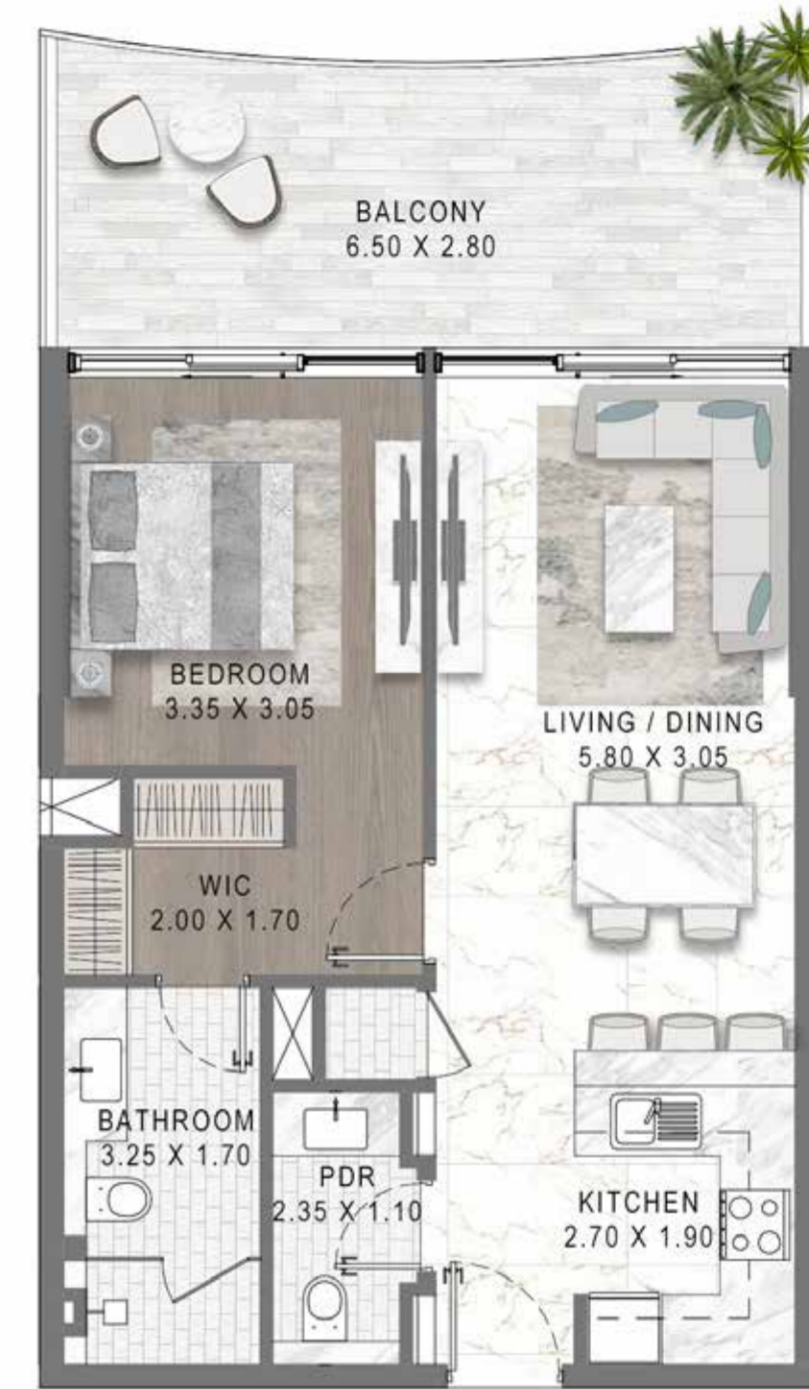 BALCONY
6.50 X 2.80
BEDROOM
3.35 X 3.05
LIVING / DINING
5.80 X 3.05
WIC
2.00 X 1.70
BATHROOM
3.25 X 1.70
PDR
2.35 X 1.10
KITCHEN
2.70 X 1.90